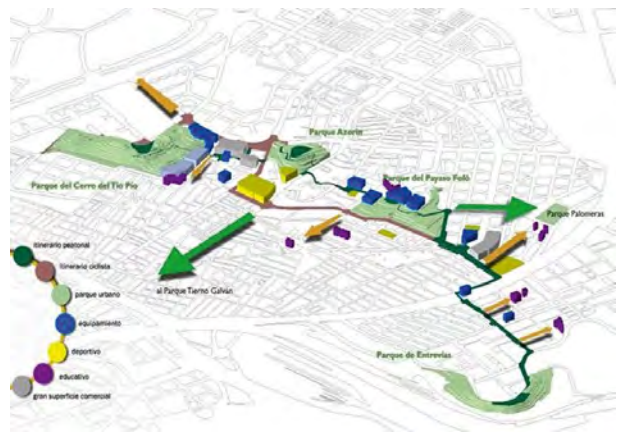 Parque Azorín
Parque del Cerro del Tío Pío
Parque del Payaso Fofó
Parque Palomeras
al Parque Tierno Galván
Parque de Entrevías
itinerario peatonal
itinerario ciclista
parque urbano
equipamiento
deportivo
educativo
gran superficie comercial